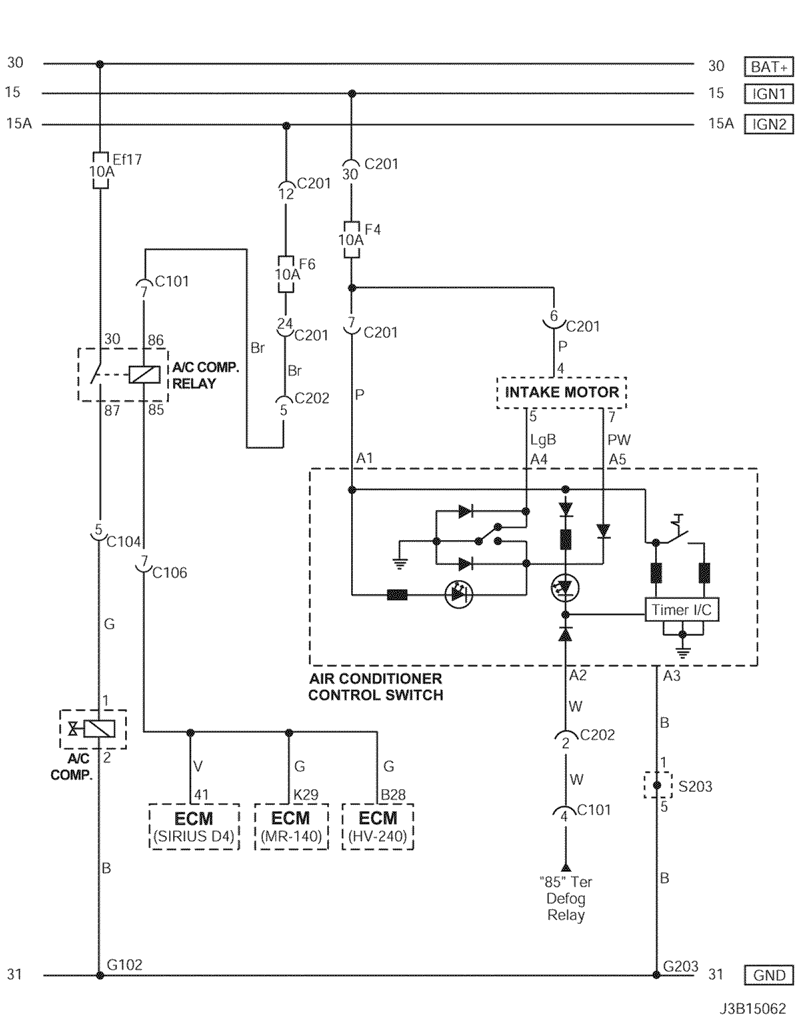 30
30
BAT+
15
15
IGN1
15A
15A
IGN2
Ef17
10A
C201
30
C201
12
F4
10A
F6
10A
C101
7
24
C201
7
C201
6
C201
P
4
30
86
A/C COMP.
RELAY
Br
Br
C202
5
87
85
P
INTAKE MOTOR
5
7
LgB
PW
A1
A4
A5
5
C104
7
C106
Timer I/C
G
AIR CONDITIONER
CONTROL SWITCH
A2
A3
W
B
1
2
A/C
COMP.
C202
2
V
G
G
W
1
S203
5
41
K29
B28
ECM
(SIRIUS D4)
ECM
(MR-140)
ECM
(HV-240)
C101
4
B
B
"85" Ter
Defog
Relay
31
G102
G203
31
GND
J3B15062